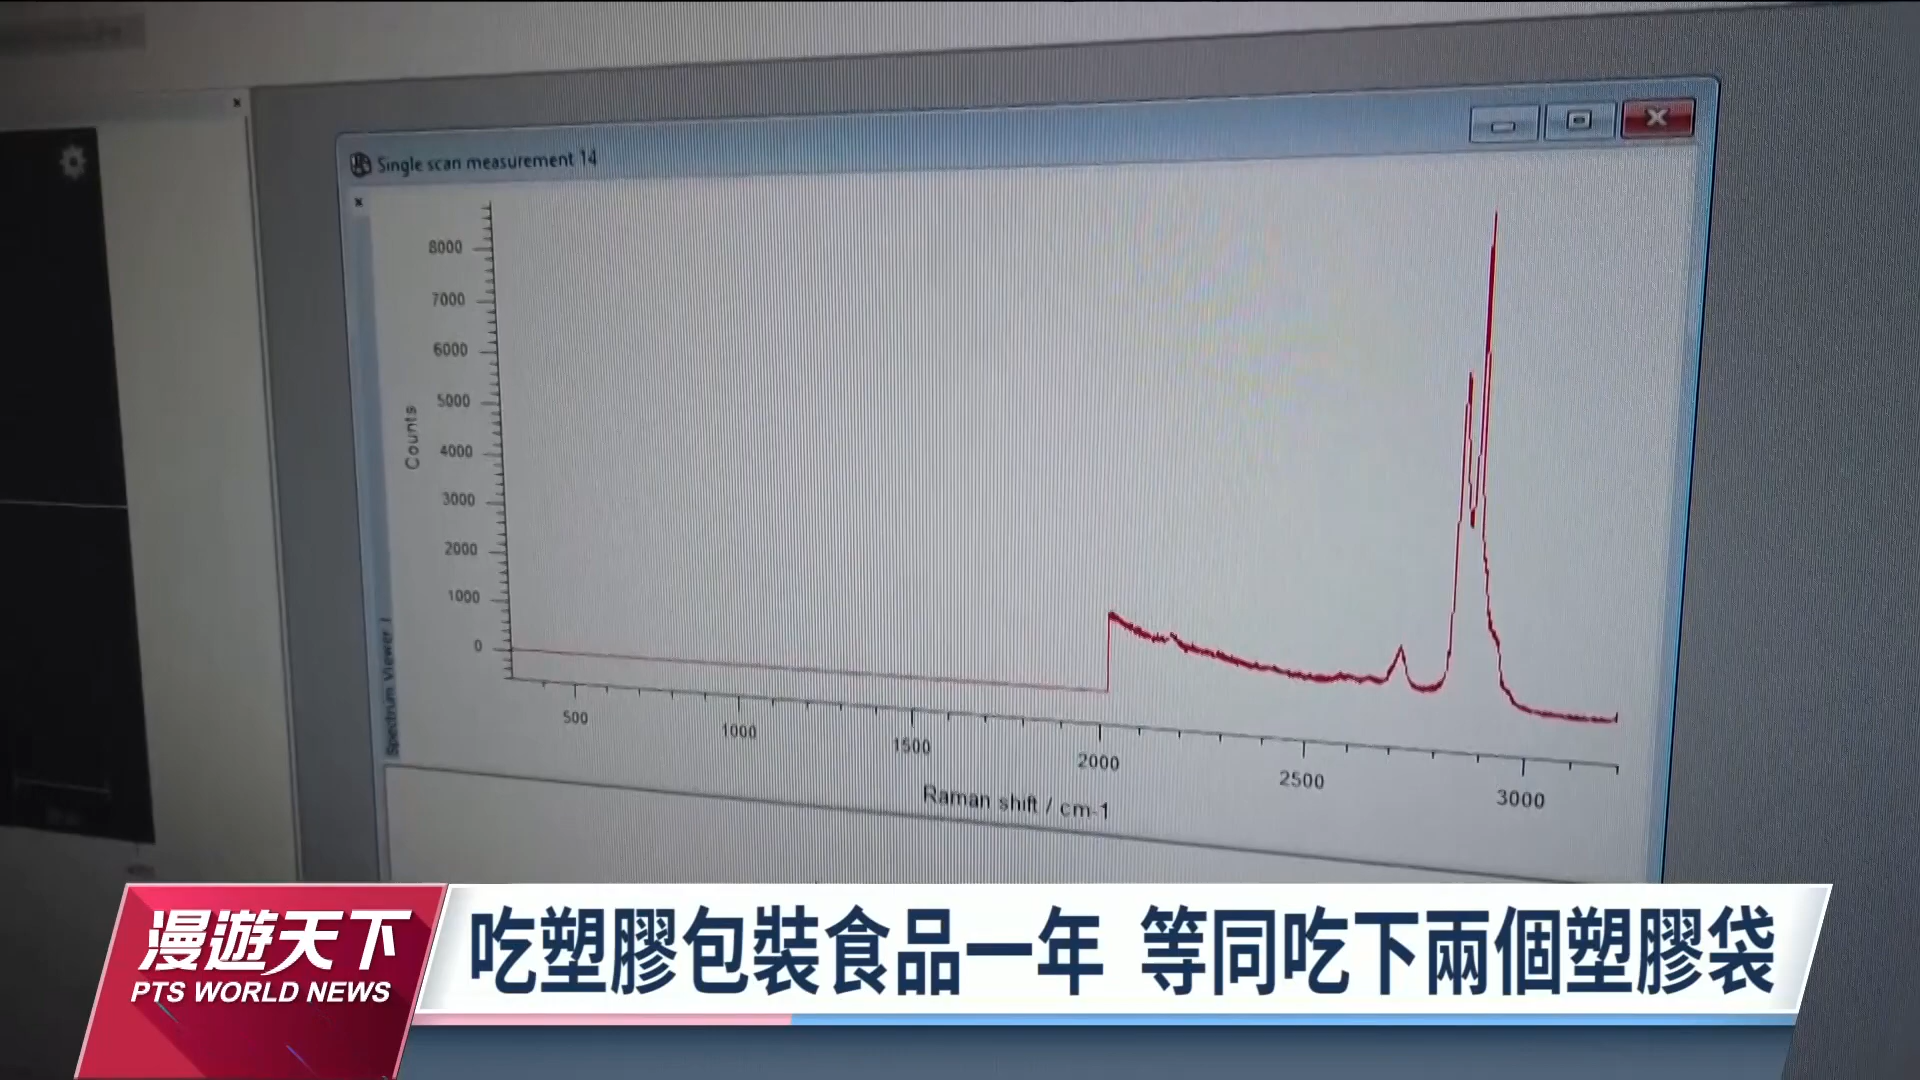 Single scan measurement 14
8000
7000
6000
5000
4000
3000
2000
1000
0
Counts
Spectrum Viewer 1
500
1000
1500
2000
2500
3000
Raman shift / cm-1
漫遊天下
PTS WORLD NEWS
吃塑膠包裝食品一年 等同吃下兩個塑膠袋